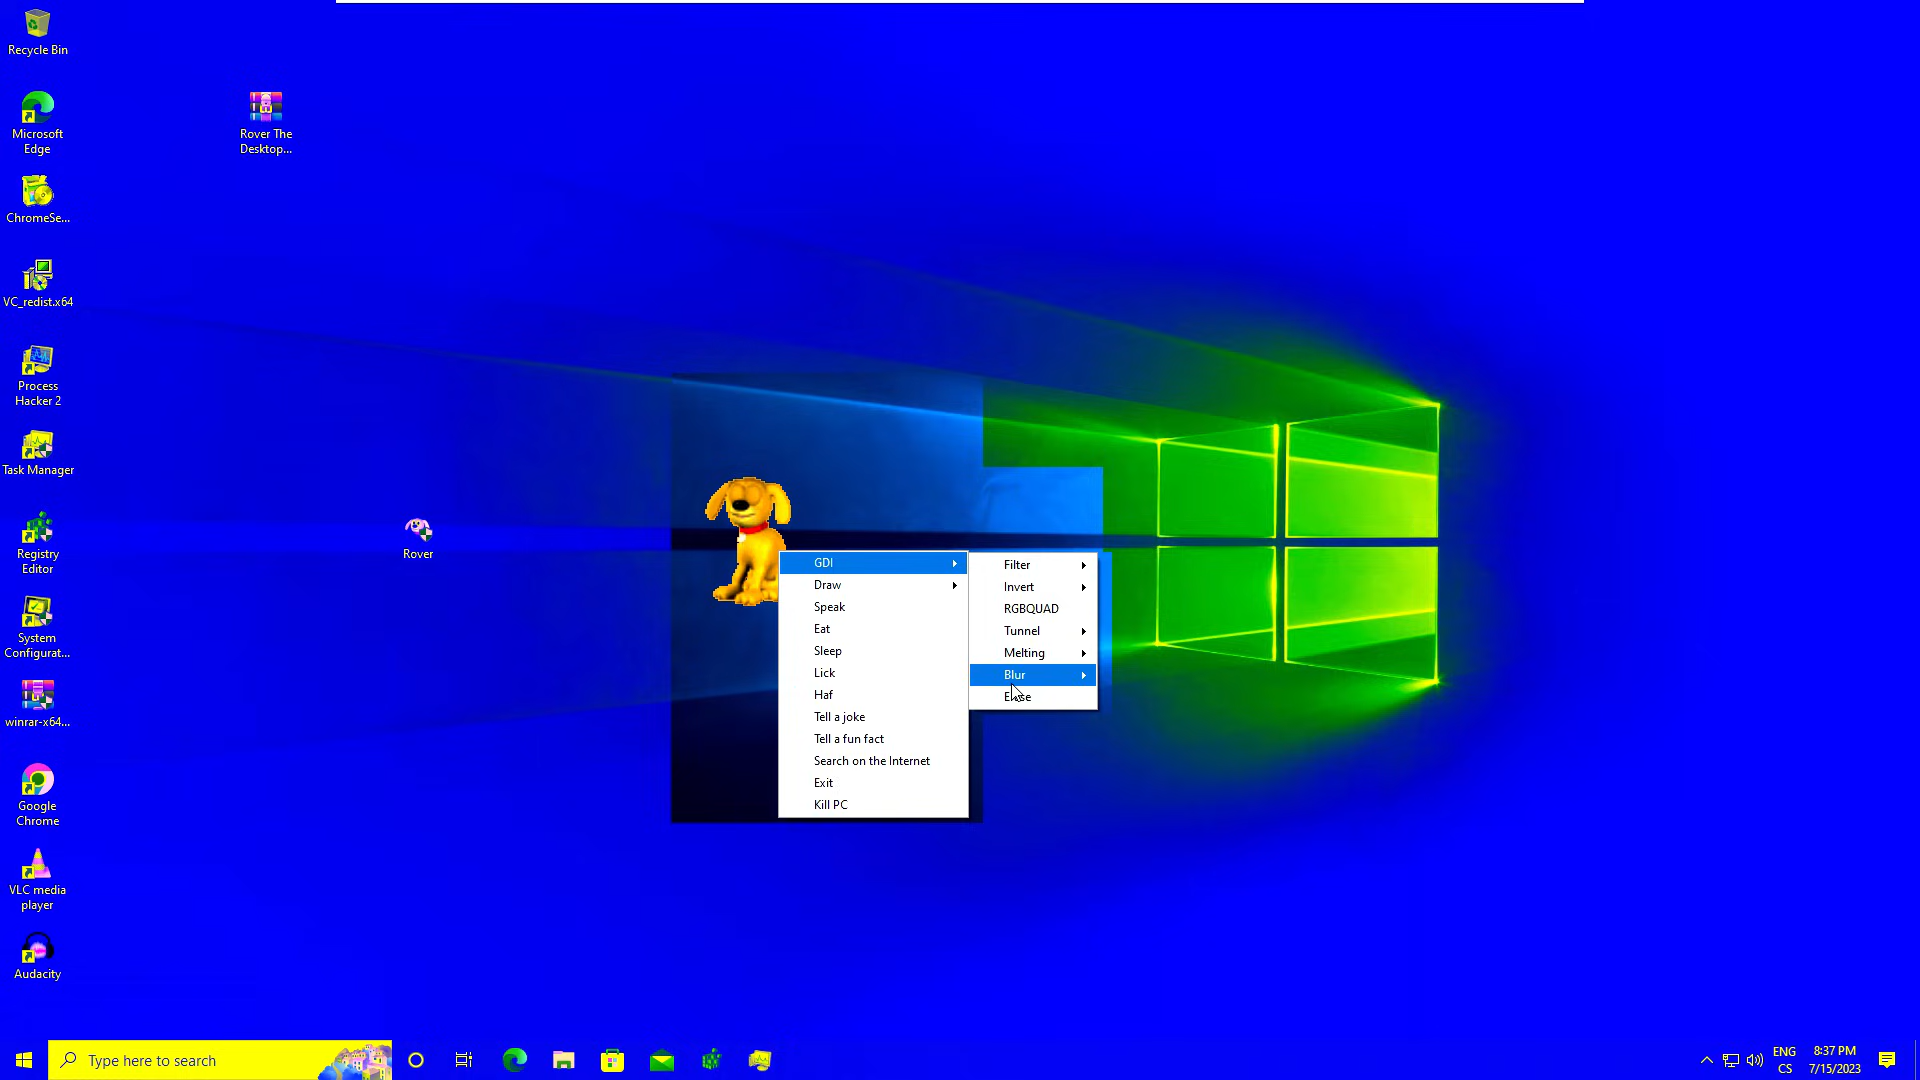 Recycle Bin
Microsoft
Edge
Rover The
Desktop...
ChromeSe...
VC_redist.x64
Process
Hacker 2
Task Manager
Registry
Editor
Rover
System
Configurat...
winrar-x64...
Google
Chrome
VLC media
player
Audacity
GDI
Draw
Speak
Eat
Sleep
Lick
Haf
Tell a joke
Tell a fun fact
Search on the Internet
Exit
Kill PC
Filter
Invert
RGBQUAD
Tunnel
Melting
Blur
Type here to search
ENG
CS
8:37 PM
7/15/2023